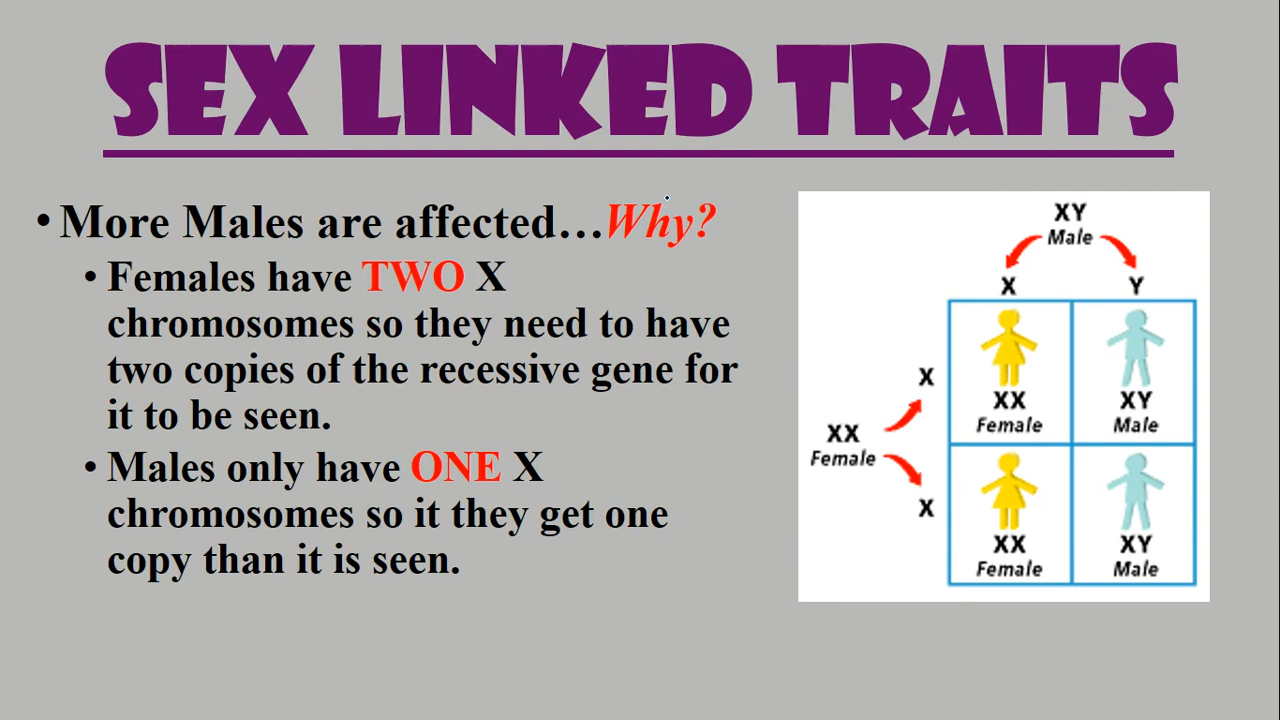 SEX LINKED TRAITS
• More Males are affected…Why?
• Females have TWO X
chromosomes so they need to have
two copies of the recessive gene for
it to be seen.
• Males only have ONE X
chromosomes so it they get one
copy than it is seen.
XY
Male
X Y
X
XX
Female
XY
Male
XX
Female
X
XX
Female
XY
Male